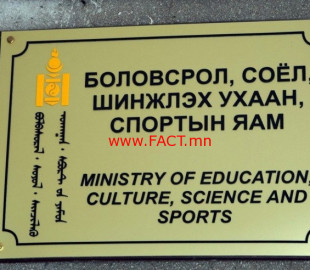 БОЛОВСРОЛ, СОЁЛ,
ШИНЖЛЭХ УХААН,
СПОРТЫН ЯАМ
www.FACT.mn
MINISTRY OF EDUCATION,
CULTURE, SCIENCE AND
SPORTS